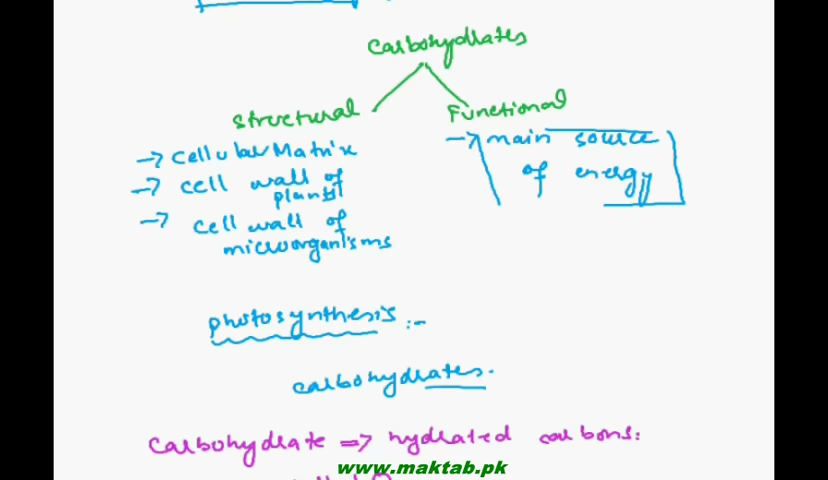 Carbohydrates
Structural
Functional
→ Cellular Matrix
→ cell wall of
plants
→ cell wall of
microorganisms
→ main source
of energy
photosynthesis :-
carbohydrates.
Carbohydrate => hydrated carbons:
www.maktab.pk